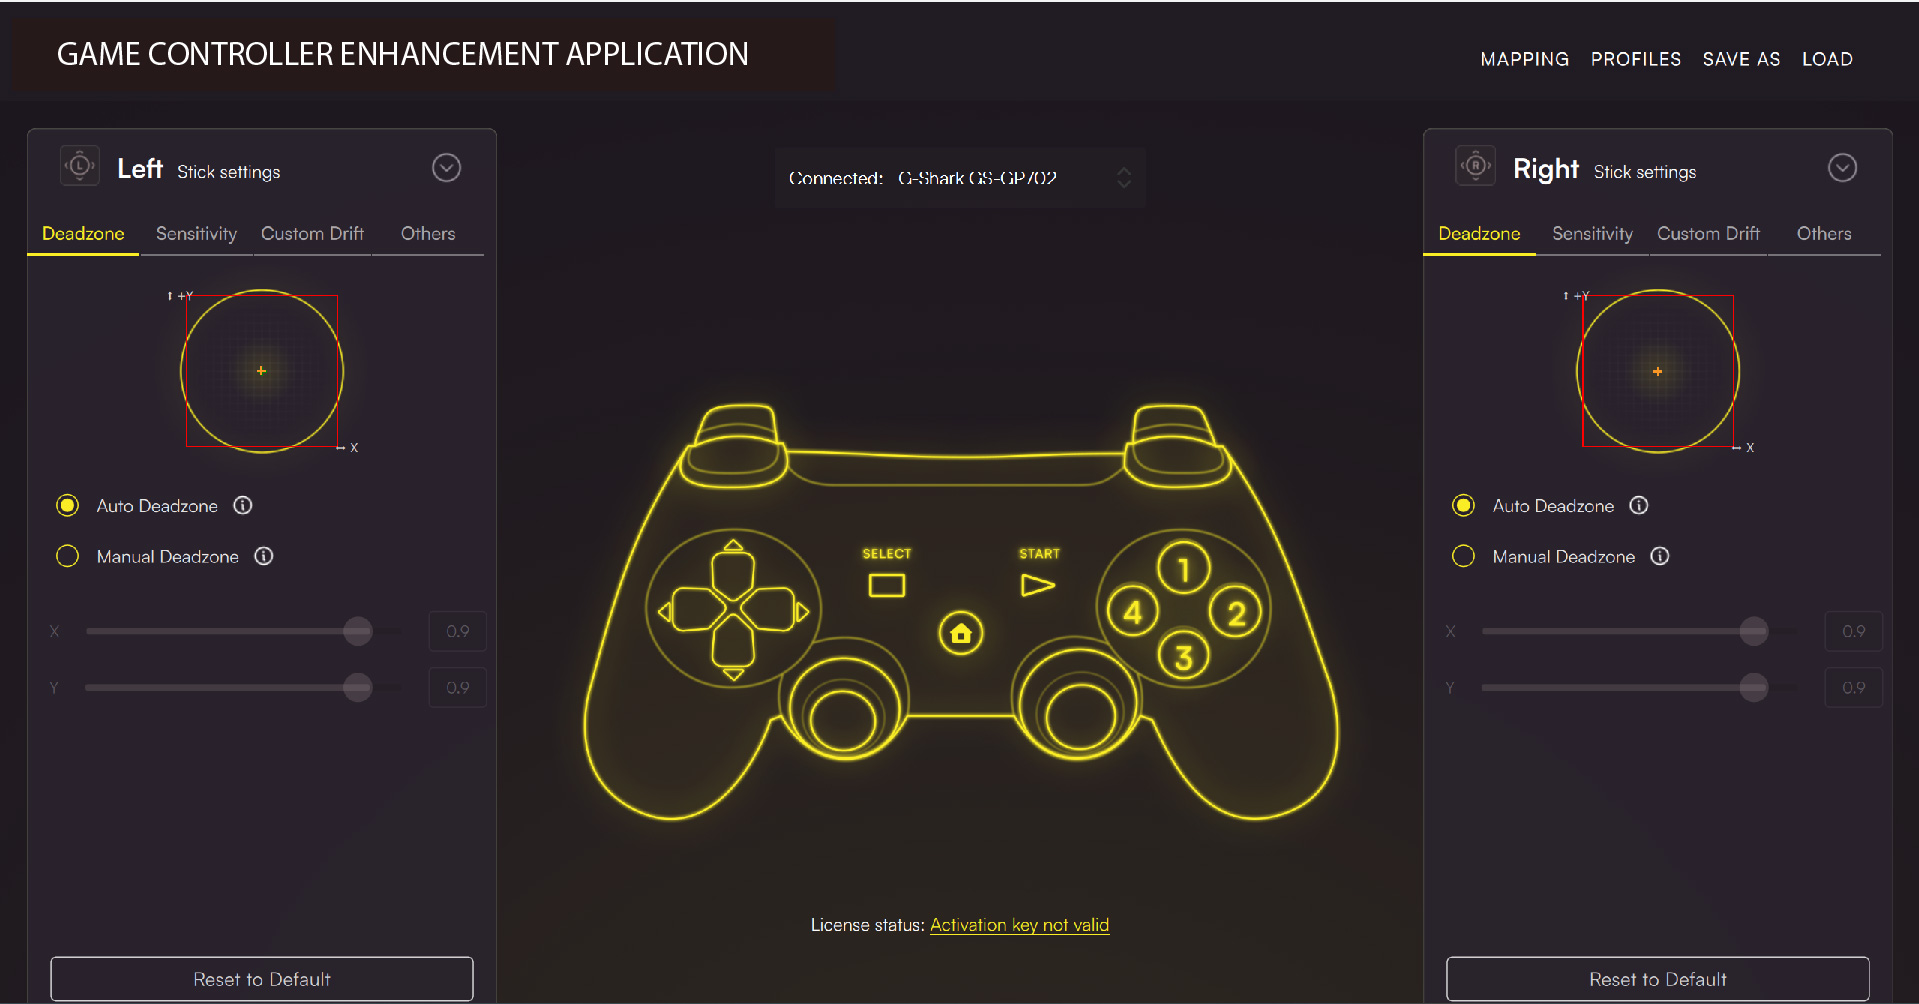 GAME CONTROLLER ENHANCEMENT APPLICATION
MAPPING PROFILES SAVE AS LOAD
L Left Stick settings
Deadzone Sensitivity Custom Drift Others
+Y
X
Auto Deadzone
Manual Deadzone
X 0.9
Y 0.9
Reset to Default
Connected: G-Shark GS-GP702
SELECT START
1
4 2
3
License status: Activation key not valid
R Right Stick settings
Deadzone Sensitivity Custom Drift Others
+Y
X
Auto Deadzone
Manual Deadzone
X 0.9
Y 0.9
Reset to Default